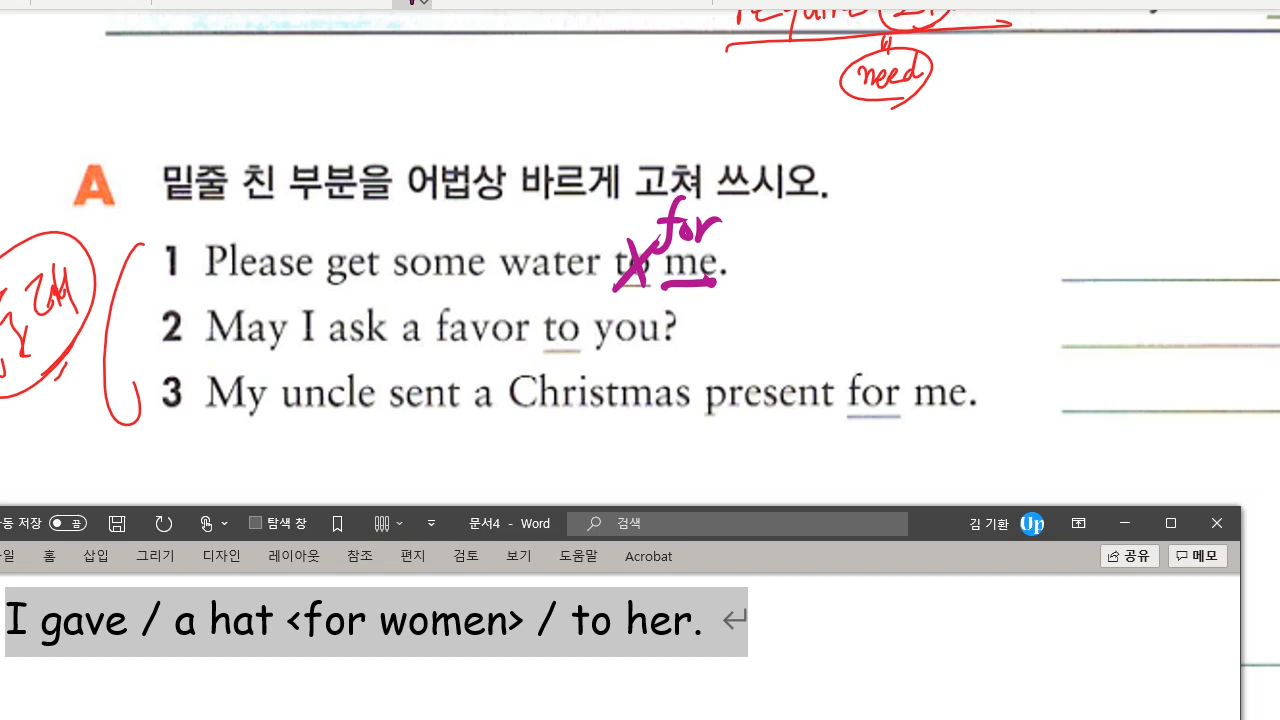 need
A 밑줄 친 부분을 어법상 바르게 고쳐 쓰시오.
for
1 Please get some water to me.
2 May I ask a favor to you?
3 My uncle sent a Christmas present for me.
동 저장 끔 탐색 창 문서4 - Word 검색 김 기환 Up
일 홈 삽입 그리기 디자인 레이아웃 참조 편지 검토 보기 도움말 Acrobat 공유 메모
I gave / a hat <for women> / to her.